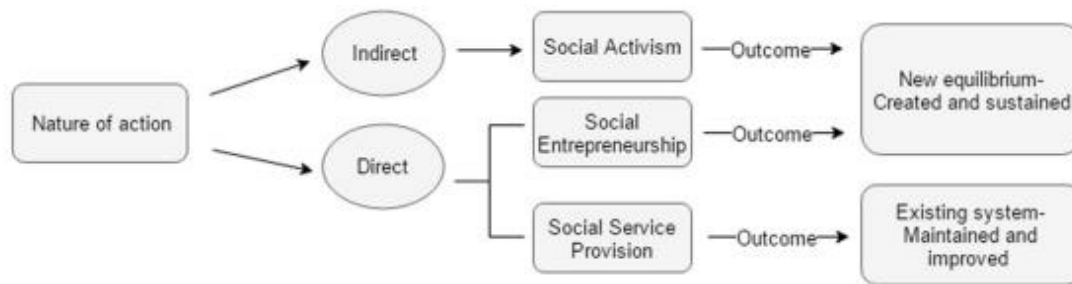 Nature of action
Indirect
Direct
Social Activism
Social
Entrepreneurship
Social Service
Provision
Outcome
Outcome
Outcome
New equilibrium-
Created and sustained
Existing system-
Maintained and
improved